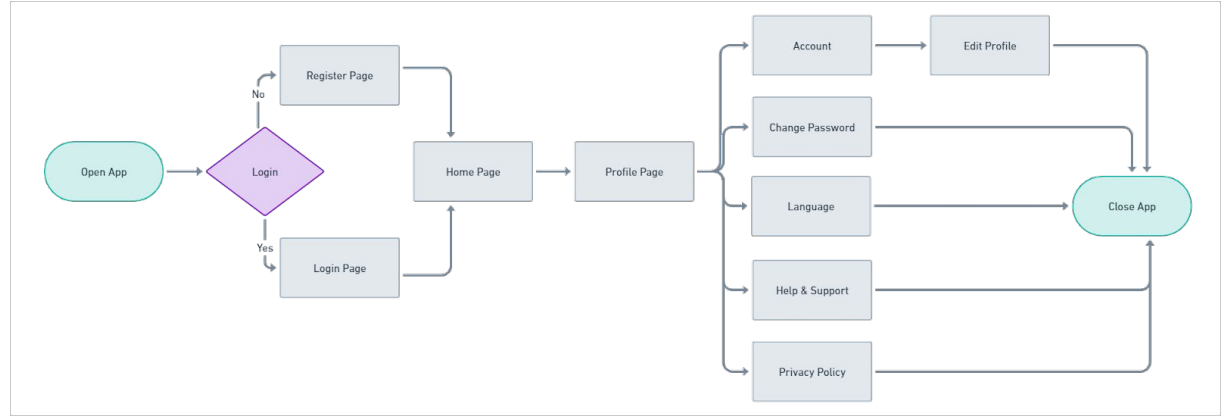 Account
Edit Profile
Register Page
No
Change Password
Open App
Login
Home Page
Profile Page
Language
Close App
Yes
Login Page
Help & Support
Privacy Policy